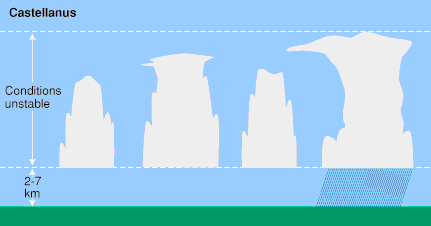 Castellanus
Conditions
unstable
2-7
km